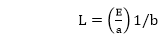 L = (E/a) 1/b